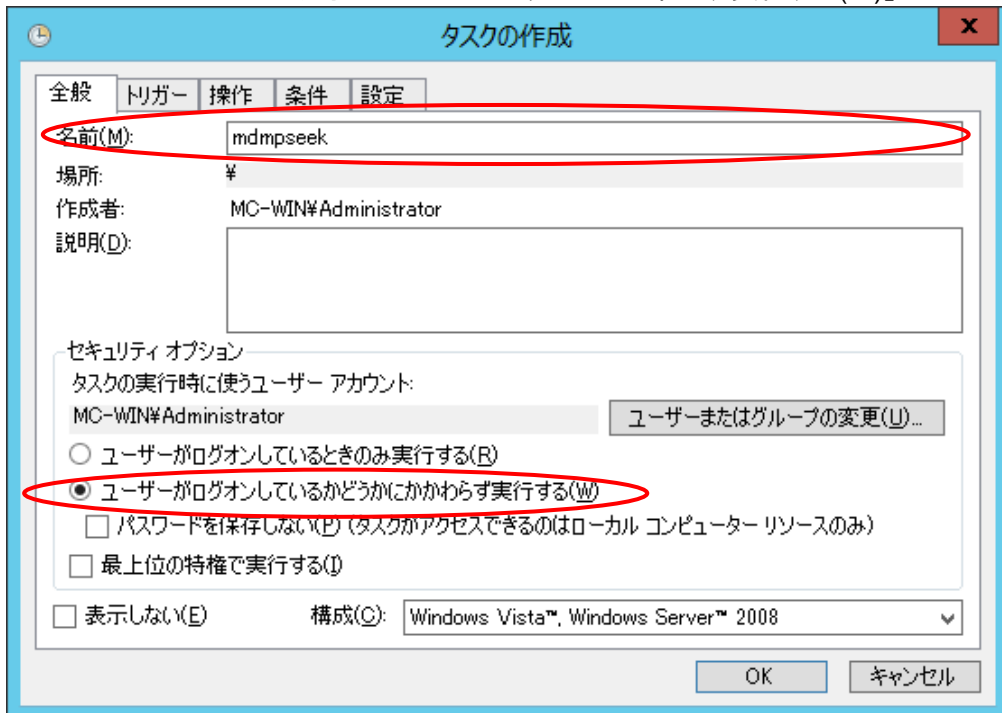 タスクの作成
x
全般 トリガー 操作 条件 設定
名前(M): mdmpseek
場所: ¥
作成者: MC-WIN¥Administrator
説明(D):
セキュリティ オプション
タスクの実行時に使うユーザー アカウント:
MC-WIN¥Administrator ユーザーまたはグループの変更(U)...
ユーザーがログオンしているときのみ実行する(R)
ユーザーがログオンしているかどうかにかかわらず実行する(W)
パスワードを保存しない(P) (タスクがアクセスできるのはローカル コンピューター リソースのみ)
最上位の特権で実行する(I)
表示しない(E) 構成(C): Windows Vista™, Windows Server™ 2008
OK キャンセル